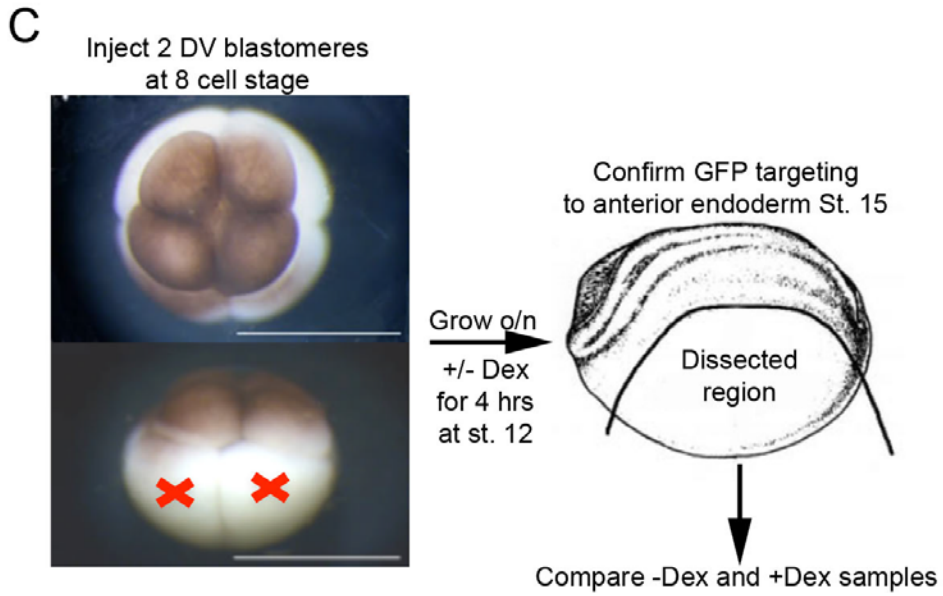 C
Inject 2 DV blastomeres
at 8 cell stage
Grow o/n
+/- Dex
for 4 hrs
at st. 12
Confirm GFP targeting
to anterior endoderm St. 15
Dissected
region
Compare -Dex and +Dex samples